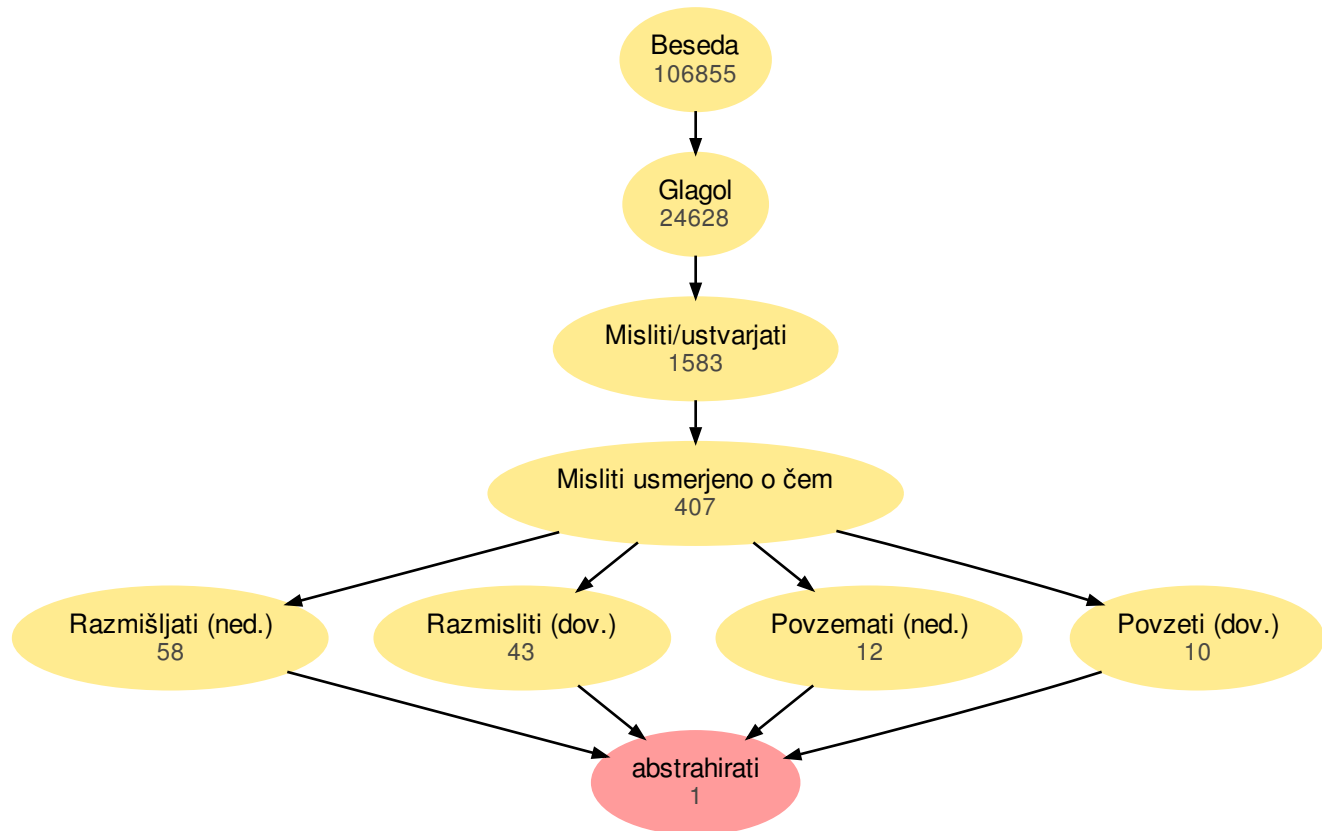 Beseda
106855
Glagol
24628
Misliti/ustvarjati
1583
Misliti usmerjeno o čem
407
Razmišljati (ned.)
58
Razmisliti (dov.)
43
Povzemati (ned.)
12
Povzeti (dov.)
10
abstrahirati
1